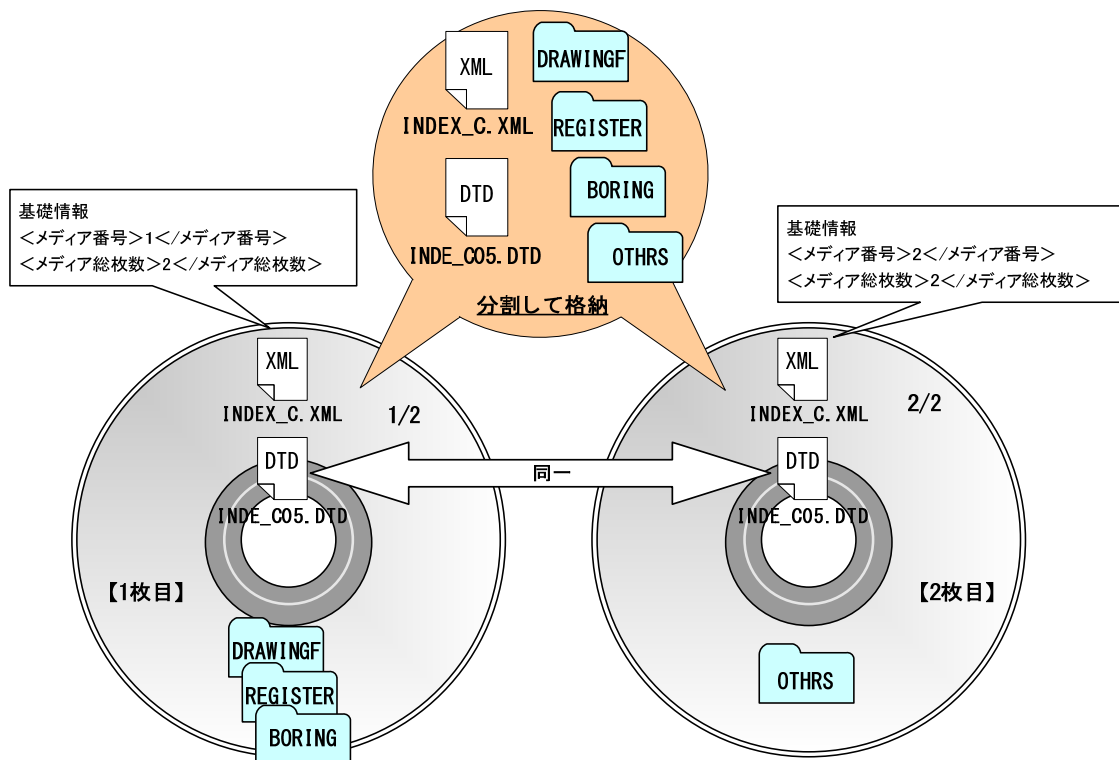 XML
INDEX_C.XML
DTD
INDE_C05.DTD
DRAWINGF
REGISTER
BORING
OTHRS
分割して格納
基礎情報
<メディア番号>1</メディア番号>
<メディア総枚数>2</メディア総枚数>
基礎情報
<メディア番号>2</メディア番号>
<メディア総枚数>2</メディア総枚数>
XML
INDEX_C.XML
1/2
DTD
INDE_C05.DTD
【1枚目】
DRAWINGF
REGISTER
BORING
同一
XML
INDEX_C.XML
2/2
DTD
INDE_C05.DTD
【2枚目】
OTHRS